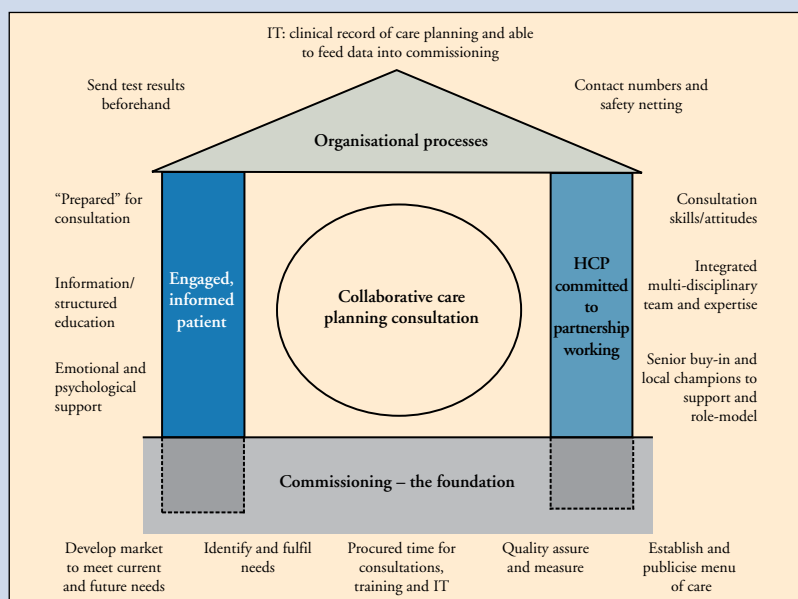 IT: clinical record of care planning and able
to feed data into commissioning
Send test results
beforehand
Contact numbers and
safety netting
Organisational processes
“Prepared” for
consultation
Information/
structured
education
Emotional and
psychological
support
Engaged,
informed
patient
Collaborative care
planning consultation
HCP
committed
to
partnership
working
Consultation
skills/attitudes
Integrated
multi-disciplinary
team and expertise
Senior buy-in and
local champions to
support and
role-model
Commissioning – the foundation
Develop market
to meet current
and future needs
Identify and fulfil
needs
Procured time for
consultations,
training and IT
Quality assure
and measure
Establish and
publicise menu
of care